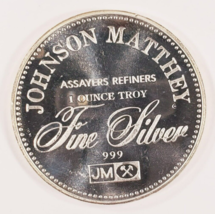 JOHNSON MATTHEY
ASSAYERS REFINERS
1 OUNCE TROY
Fine Silver
999
JM